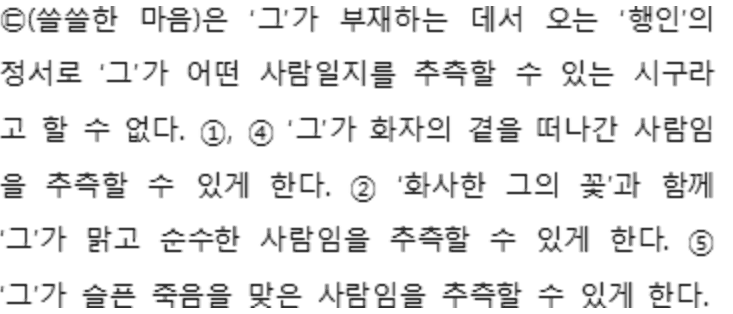 ㉢(쓸쓸한 마음)은 '그'가 부재하는 데서 오는 '행인'의
정서로 '그'가 어떤 사람일지를 추측할 수 있는 시구라
고 할 수 없다. ①, ④ '그'가 화자의 곁을 떠나간 사람임
을 추측할 수 있게 한다. ② '화사한 그의 꽃'과 함께
'그'가 맑고 순수한 사람임을 추측할 수 있게 한다. ⑤
'그'가 슬픈 죽음을 맞은 사람임을 추측할 수 있게 한다.